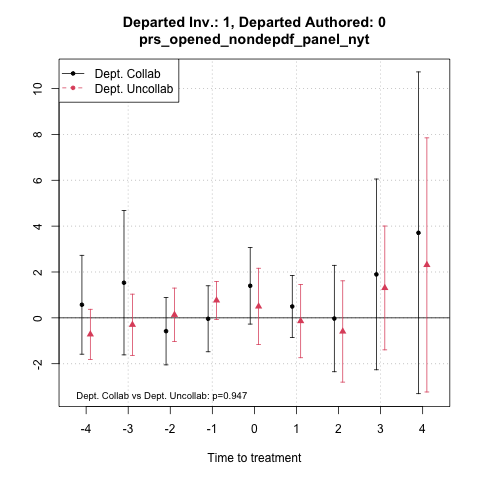 Departed Inv.: 1, Departed Authored: 0
prs_opened_nondepdf_panel_nyt
Dept. Collab
Dept. Uncollab
10
8
6
4
2
0
-2
Dept. Collab vs Dept. Uncollab: p=0.947
-4 -3 -2 -1 0 1 2 3 4
Time to treatment